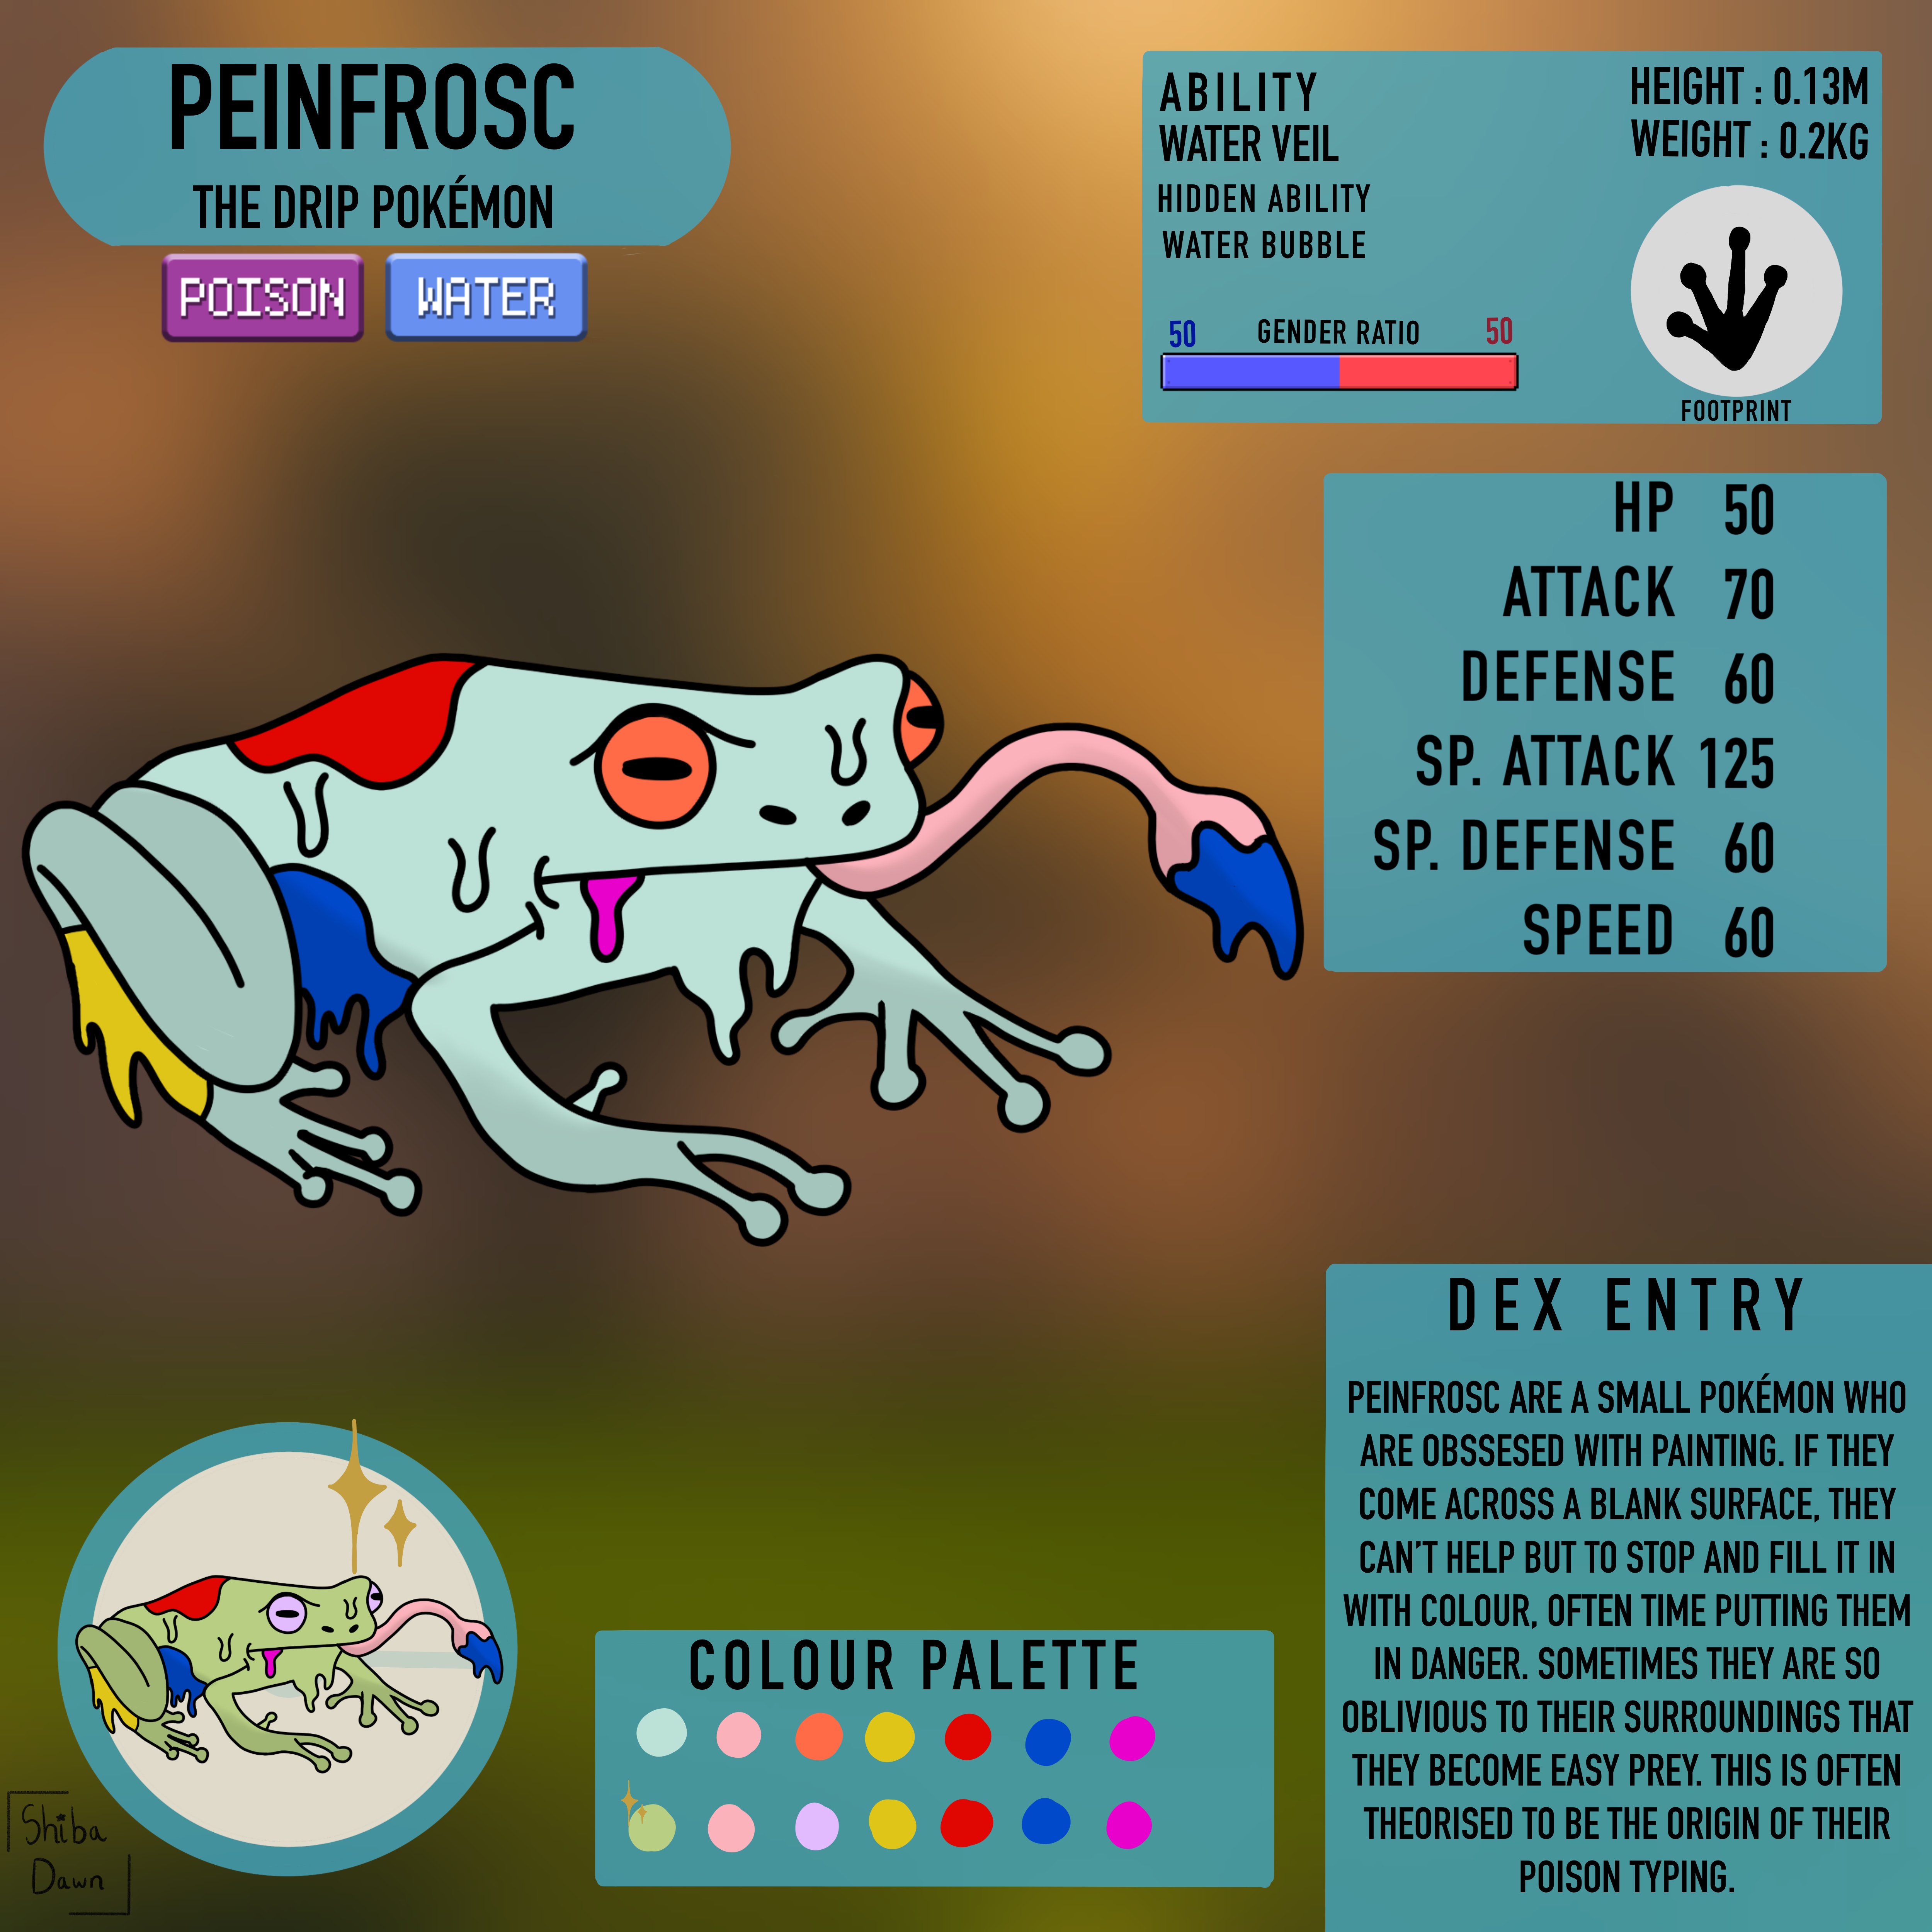 PEINFROSC
THE DRIP POKÉMON
POISON
WATER
ABILITY
WATER VEIL
HIDDEN ABILITY
WATER BUBBLE
HEIGHT : 0.13M
WEIGHT : 0.2KG
50 GENDER RATIO 50
FOOTPRINT
HP 50
ATTACK 70
DEFENSE 60
SP. ATTACK 125
SP. DEFENSE 60
SPEED 60
DEX ENTRY
PEINFROSC ARE A SMALL POKÉMON WHO
ARE OBSSESED WITH PAINTING. IF THEY
COME ACROSS A BLANK SURFACE, THEY
CAN'T HELP BUT TO STOP AND FILL IT IN
WITH COLOUR, OFTEN TIME PUTTING THEM
IN DANGER. SOMETIMES THEY ARE SO
OBLIVIOUS TO THEIR SURROUNDINGS THAT
THEY BECOME EASY PREY. THIS IS OFTEN
THEORISED TO BE THE ORIGIN OF THEIR
POISON TYPING.
COLOUR PALETTE
Shiba
Dawn